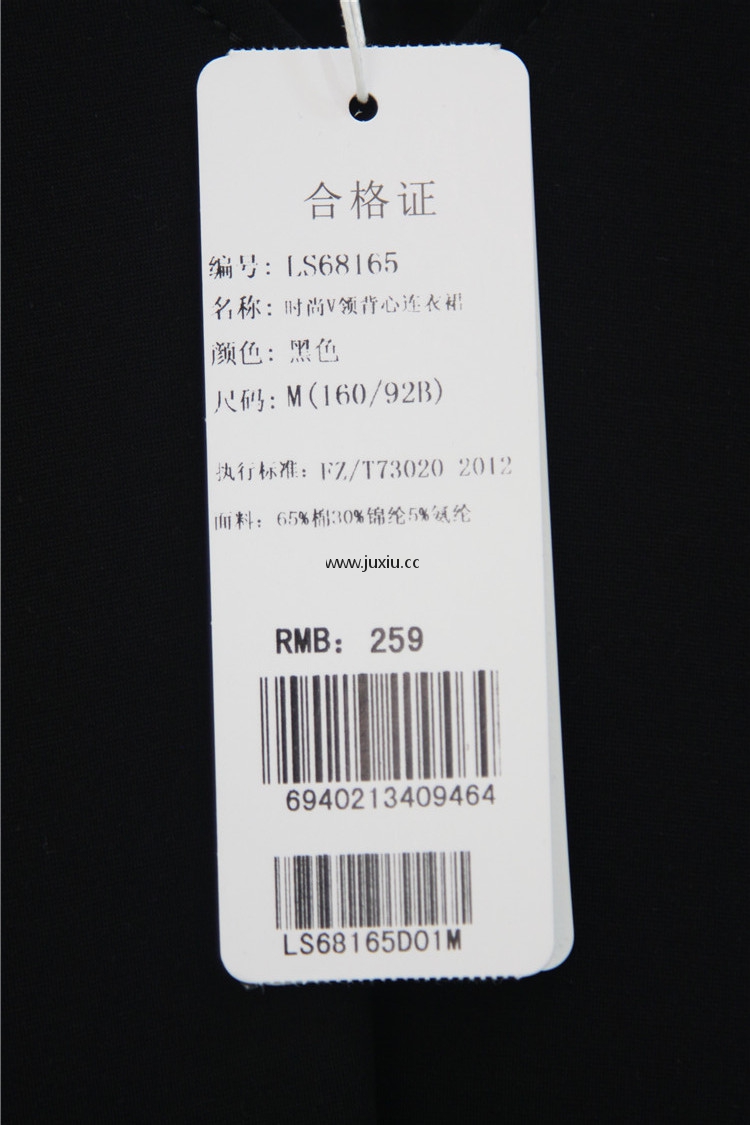 合格证
编号: LS68165
名称: 时尚V领背心连衣裙
颜色: 黑色
尺码: M(160/92B)
执行标准: FZ/T73020 2012
面料: 65%棉30%锦纶5%氨纶
www.juxiu.cc
RMB: 259
6940213409464
LS68165D01M